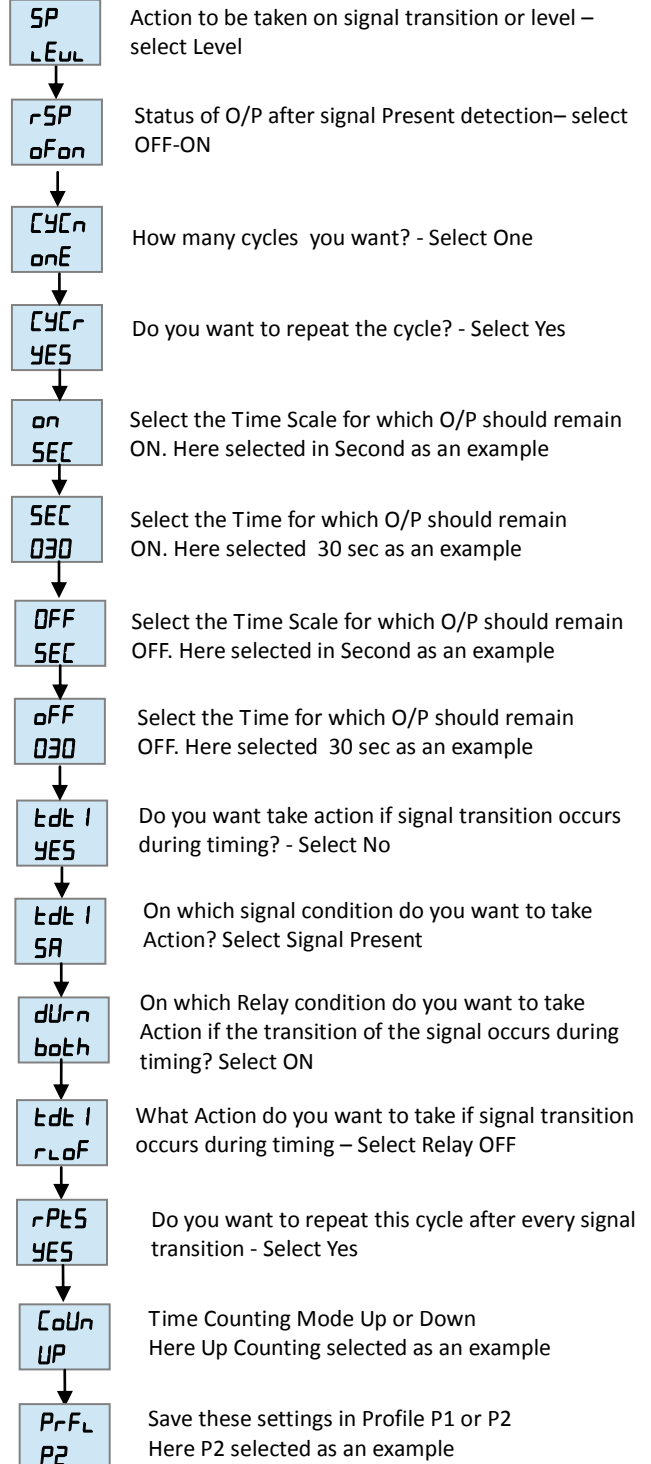 SP
LEVL
Action to be taken on signal transition or level –
select Level
rSP
oFon
Status of O/P after signal Present detection– select
OFF-ON
CYCn
onE
How many cycles you want? - Select One
CYCr
YES
Do you want to repeat the cycle? - Select Yes
on
SEC
Select the Time Scale for which O/P should remain
ON. Here selected in Second as an example
SEC
030
Select the Time for which O/P should remain
ON. Here selected 30 sec as an example
OFF
SEC
Select the Time Scale for which O/P should remain
OFF. Here selected in Second as an example
oFF
030
Select the Time for which O/P should remain
OFF. Here selected 30 sec as an example
tdt1
YES
Do you want take action if signal transition occurs
during timing? - Select No
tdt1
SA
On which signal condition do you want to take
Action? Select Signal Present
dUrn
both
On which Relay condition do you want to take
Action if the transition of the signal occurs during
timing? Select ON
tdt1
rLoF
What Action do you want to take if signal transition
occurs during timing – Select Relay OFF
rPtS
YES
Do you want to repeat this cycle after every signal
transition - Select Yes
CoUn
UP
Time Counting Mode Up or Down
Here Up Counting selected as an example
PrFL
P2
Save these settings in Profile P1 or P2
Here P2 selected as an example